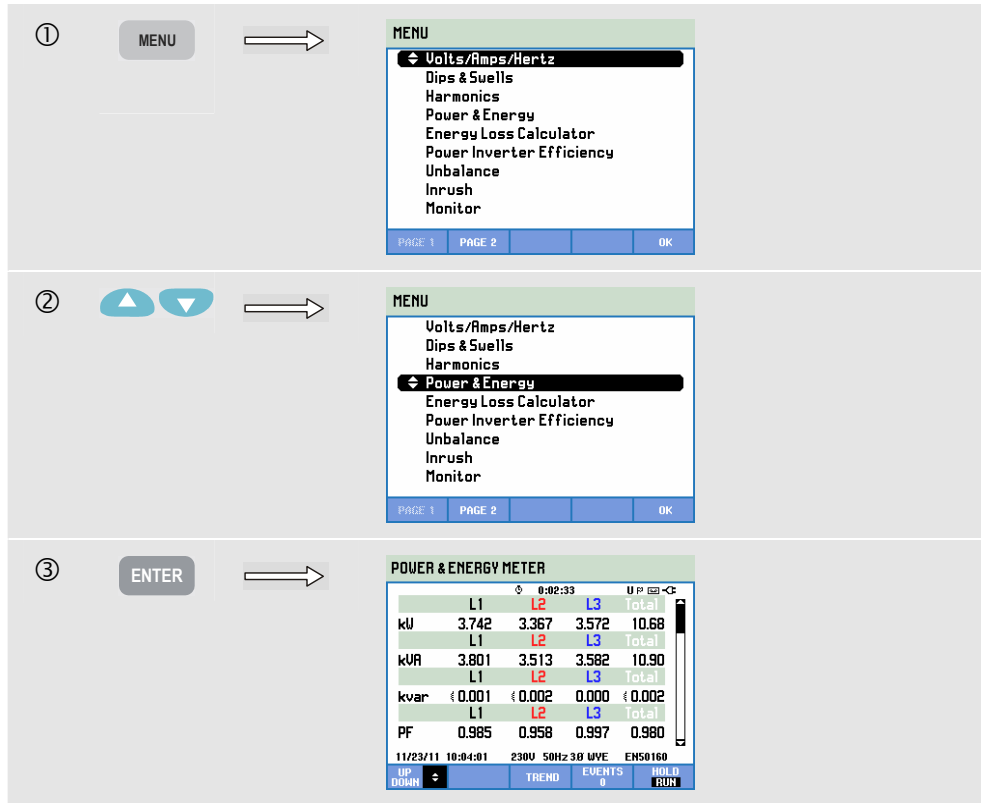 ① MENU
MENU
Volts/Amps/Hertz
Dips & Swells
Harmonics
Power & Energy
Energy Loss Calculator
Power Inverter Efficiency
Unbalance
Inrush
Monitor
PAGE 1 PAGE 2 OK
②
MENU
Volts/Amps/Hertz
Dips & Swells
Harmonics
Power & Energy
Energy Loss Calculator
Power Inverter Efficiency
Unbalance
Inrush
Monitor
PAGE 1 PAGE 2 OK
③ ENTER
POWER & ENERGY METER
0:02:33 U
L1 L2 L3 Total
kW 3.742 3.367 3.572 10.68
L1 L2 L3 Total
kVA 3.801 3.513 3.582 10.90
L1 L2 L3 Total
kvar 0.001 0.002 0.000 0.002
L1 L2 L3 Total
PF 0.985 0.958 0.997 0.980
11/23/11 10:04:01 230V 50Hz 3Ø WYE EN50160
UP DOWN TREND EVENTS 0 HOLD RUN